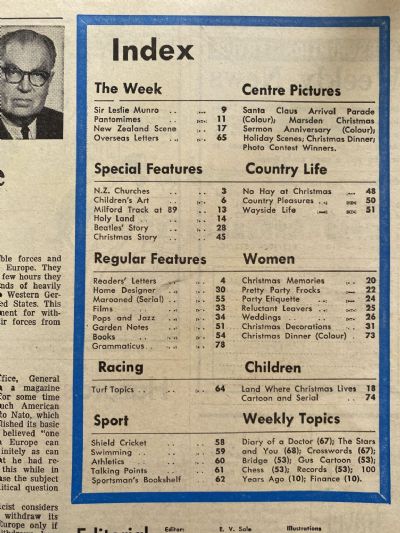 Index
The Week
Sir Leslie Munro .. .. 9
Pantomimes .. .. 11
New Zealand Scene .. 17
Overseas Letters .. .. 65
Special Features
N.Z. Churches .. .. 3
Children's Art .. .. 6
Milford Track at 89 .. 13
Holy Land .. .. .. 14
Beatles' Story .. .. 28
Christmas Story .. .. 45
Regular Features
Readers' Letters .. .. 4
Home Designer .. .. 30
Marooned (Serial) .. .. 55
Films .. .. .. 33
Pops and Jazz .. .. 34
Garden Notes .. .. 51
Books .. .. .. 54
Grammaticus .. .. .. 78
Racing
Turf Topics .. .. .. 64
Sport
Shield Cricket .. .. 58
Swimming .. .. .. 59
Athletics .. .. .. 60
Talking Points .. .. 61
Sportsman's Bookshelf .. 62
Centre Pictures
Santa Claus Arrival Parade
(Colour); Marsden Christmas
Sermon Anniversary (Colour);
Holiday Scenes; Christmas Dinner;
Photo Contest Winners.
Country Life
No Hay at Christmas .. 48
Country Pleasures .. .. 50
Wayside Life .. .. 51
Women
Christmas Memories .. 20
Pretty Party Frocks .. 22
Party Etiquette .. .. 24
Reluctant Leavers .. .. 25
Weddings .. .. .. 26
Christmas Decorations .. 31
Christmas Dinner (Colour) .. 73
Children
Land Where Christmas Lives 18
Cartoon and Serial .. .. 74
Weekly Topics
Diary of a Doctor (67); The Stars
and You (68); Crosswords (67);
Bridge (53); Gus Cartoon (53);
Chess (53); Records (53); 100
Years Ago (10); Finance (10).
e
ble forces and
Europe. They
few hours they
nds of heavily
Western Ger-
ed States. This
ment for with-
ir forces from
ffice, General
a magazine
for some time
uch American
to Nato, which
lished its basic
believed "one
Europe can
initely as can
at he had re-
this while in
ase the subject
litical question
icist considers
withdraw its
Europe only if
Editorial
Editor:
E. V. Sale
Illustrations